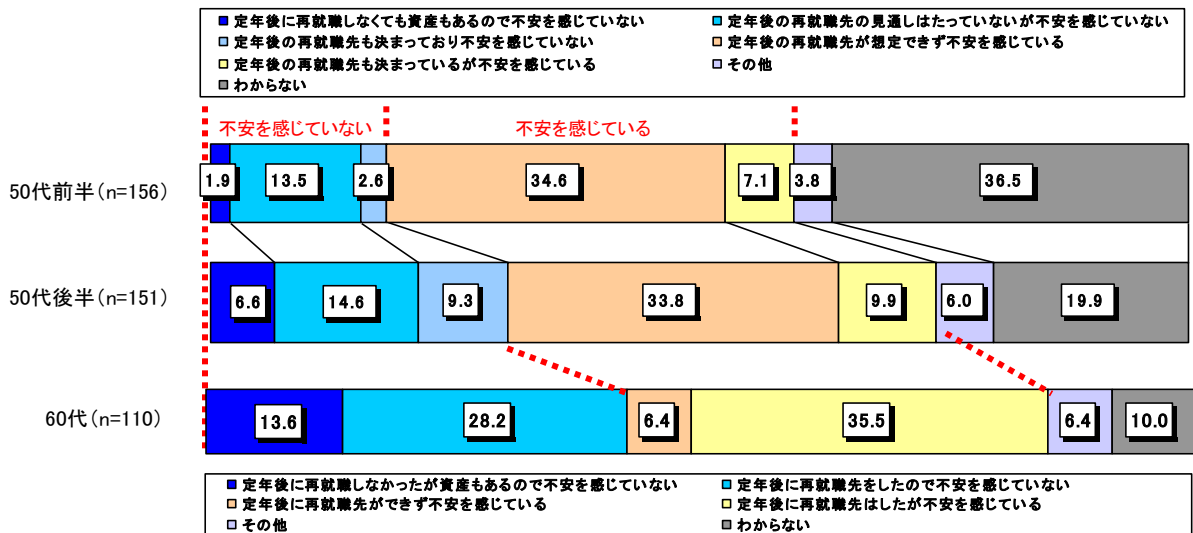 定年後に再就職しなくても資産もあるので不安を感じていない
定年後の再就職先の見通しはたっていないが不安を感じていない
定年後の再就職先も決まっており不安を感じていない
定年後の再就職先が想定できず不安を感じている
定年後の再就職先も決まっているが不安を感じている
その他
わからない
不安を感じていない
不安を感じている
50代前半(n=156)
1.9
13.5
2.6
34.6
7.1
3.8
36.5
50代後半(n=151)
6.6
14.6
9.3
33.8
9.9
6.0
19.9
60代(n=110)
13.6
28.2
6.4
35.5
6.4
10.0
定年後に再就職しなかったが資産もあるので不安を感じていない
定年後に再就職先をしたので不安を感じていない
定年後に再就職先ができず不安を感じている
定年後に再就職先はしたが不安を感じている
その他
わからない